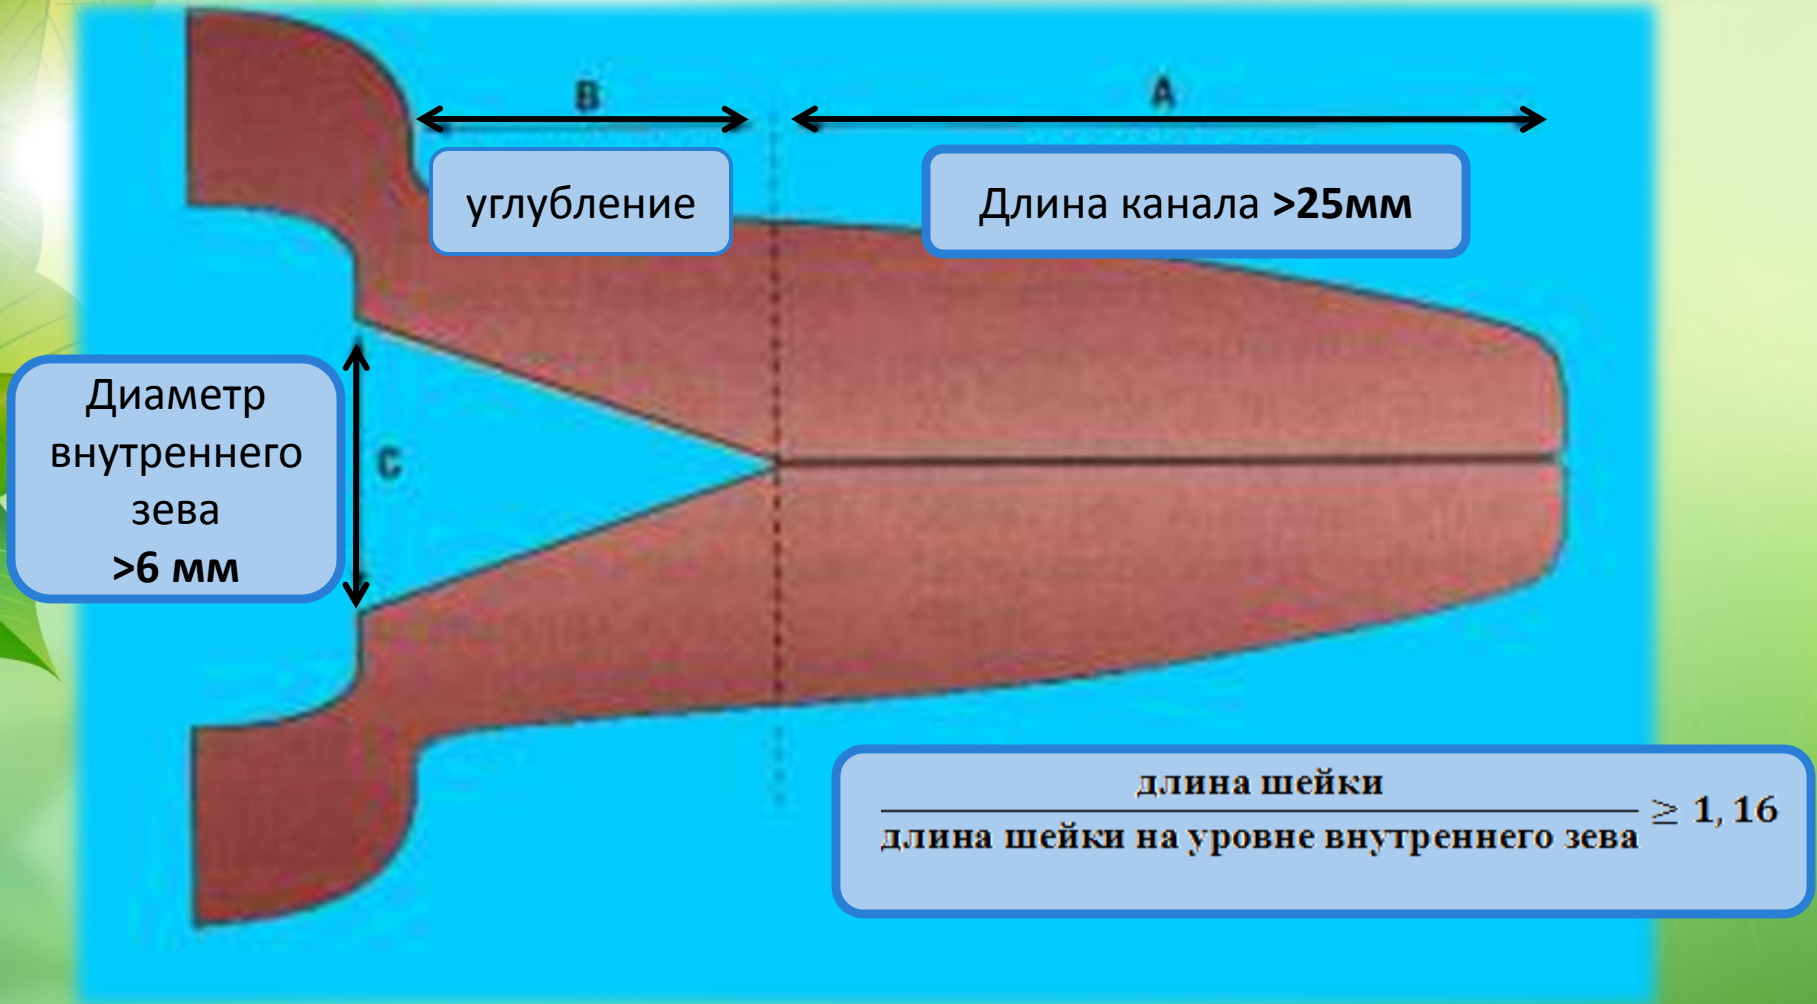 B
A
углубление
Длина канала >25мм
Диаметр
внутреннего
зева
>6 мм
C
длина шейки
длина шейки на уровне внутреннего зева
≥ 1, 16